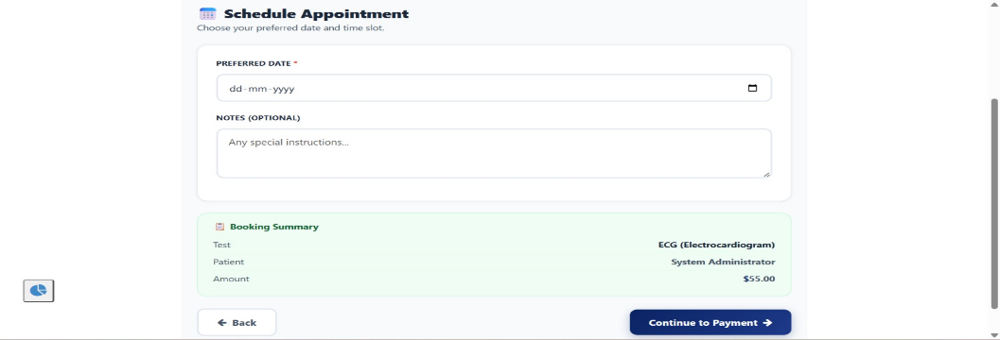 Schedule Appointment
Choose your preferred date and time slot.
PREFERRED DATE *
dd-mm-yyyy
NOTES (OPTIONAL)
Any special instructions...
Booking Summary
Test ECG (Electrocardiogram)
Patient System Administrator
Amount $55.00
← Back Continue to Payment →